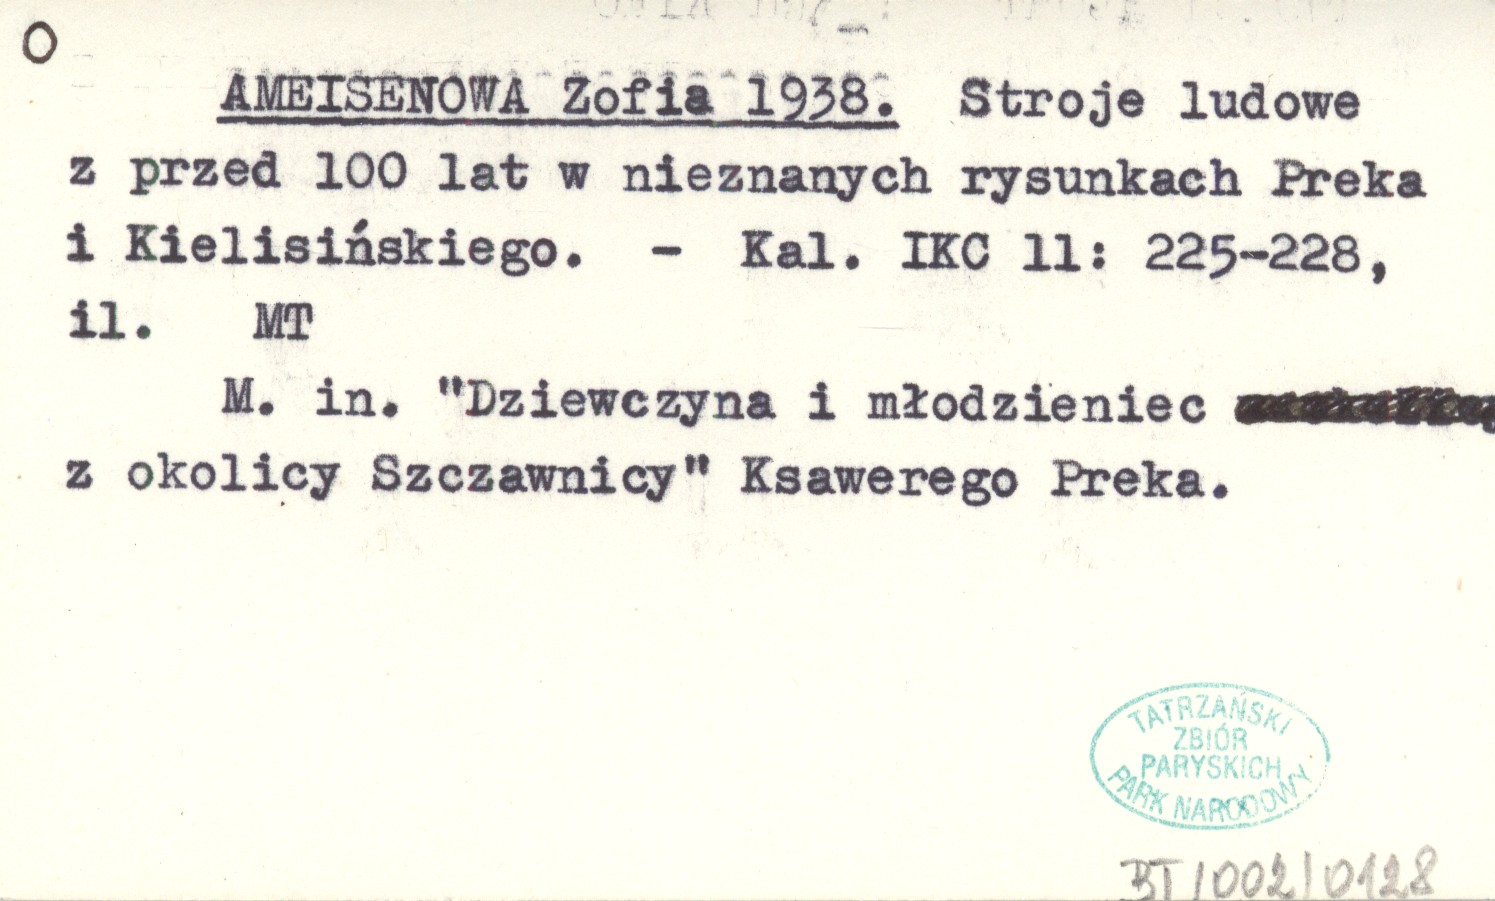 O
AMEISENOWA Zofia 1938. Stroje ludowe
z przed 100 lat w nieznanych rysunkach Preka
i Kielisińskiego. - Kal. IKC 11: 225-228,
il. MT
M. in. "Dziewczyna i młodzieniec
z okolicy Szczawnicy" Ksawerego Preka.
TATRZAŃSKI
ZBIÓR
PARYSKICH
PARK NARODOWY
BT/002/0128